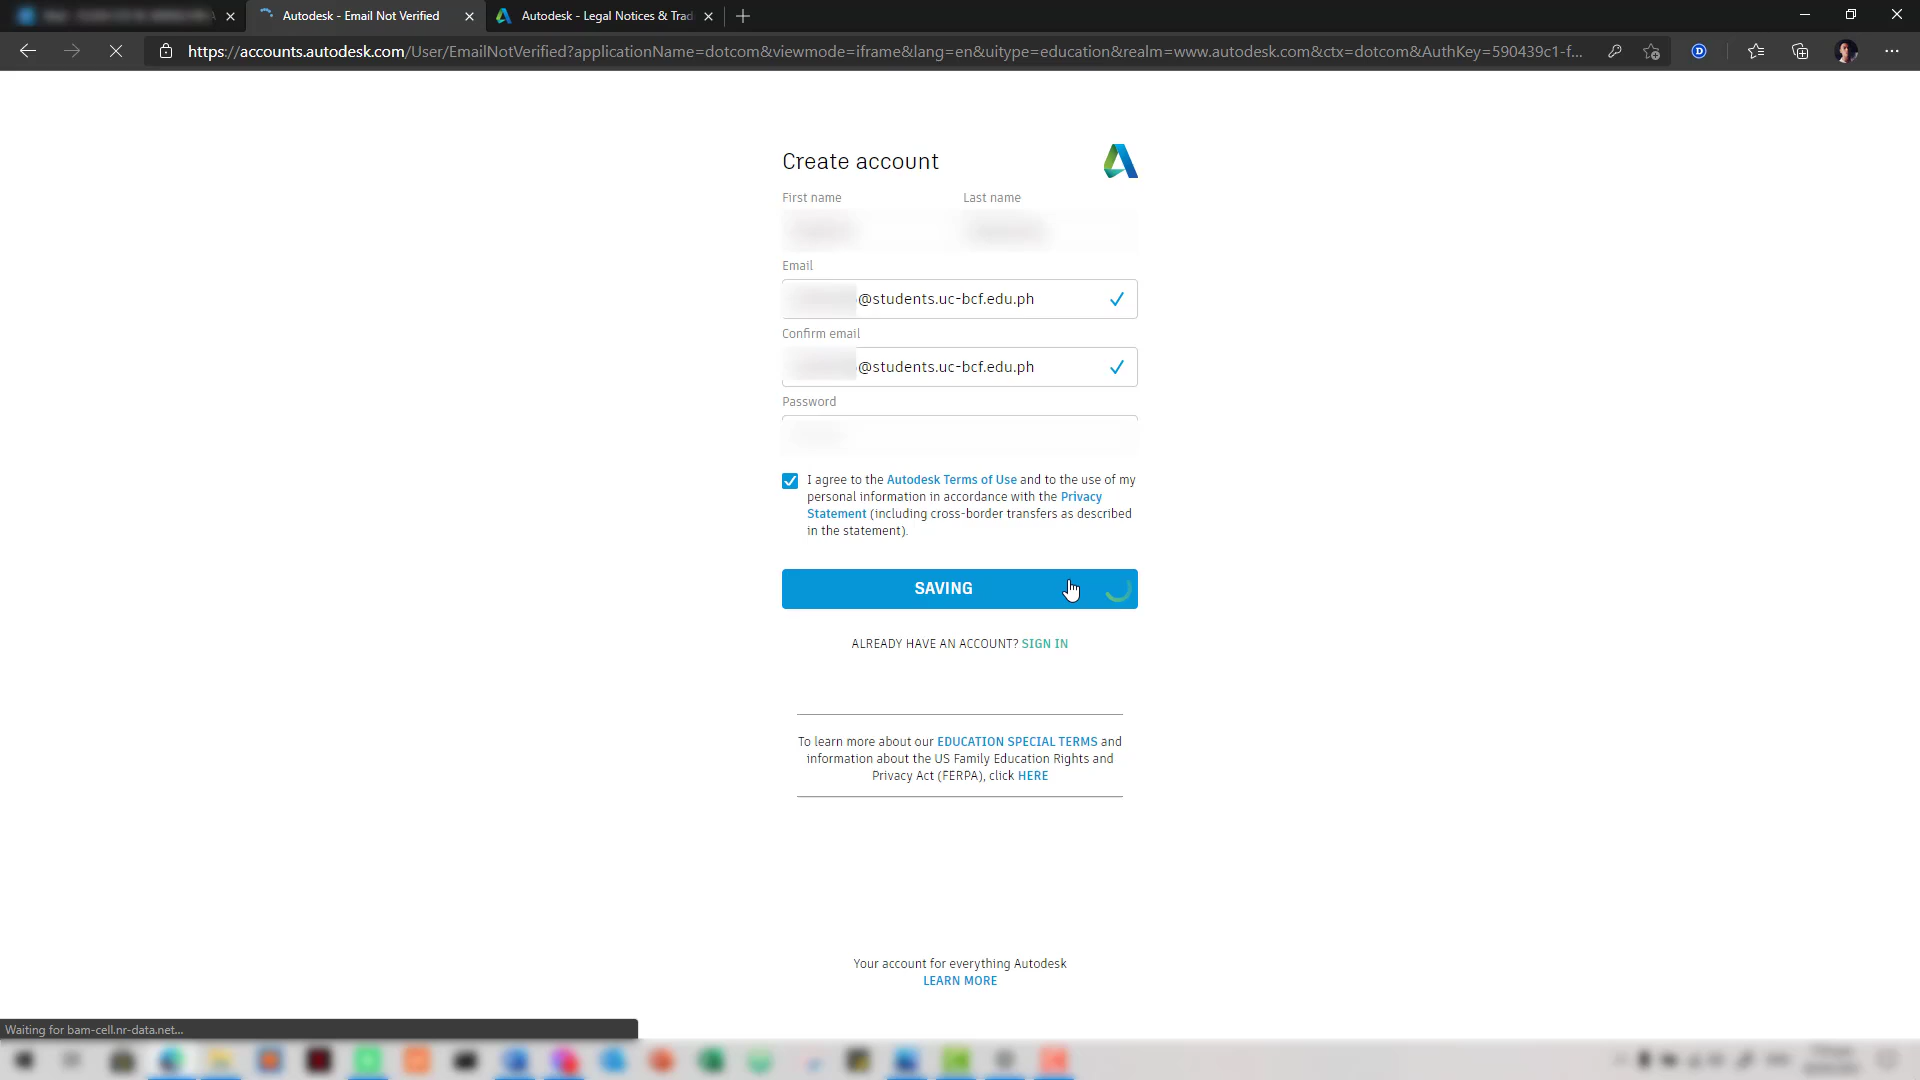 Autodesk - Email Not Verified
Autodesk - Legal Notices & Trad
https://accounts.autodesk.com/User/EmailNotVerified?applicationName=dotcom&viewmode=iframe&lang=en&uitype=education&realm=www.autodesk.com&ctx=dotcom&AuthKey=590439c1-f...
Create account
First name Last name
Email
@students.uc-bcf.edu.ph
Confirm email
@students.uc-bcf.edu.ph
Password
I agree to the Autodesk Terms of Use and to the use of my
personal information in accordance with the Privacy
Statement (including cross-border transfers as described
in the statement).
SAVING
ALREADY HAVE AN ACCOUNT? SIGN IN
To learn more about our EDUCATION SPECIAL TERMS and
information about the US Family Education Rights and
Privacy Act (FERPA), click HERE
Your account for everything Autodesk
LEARN MORE
Waiting for bam-cell.nr-data.net...